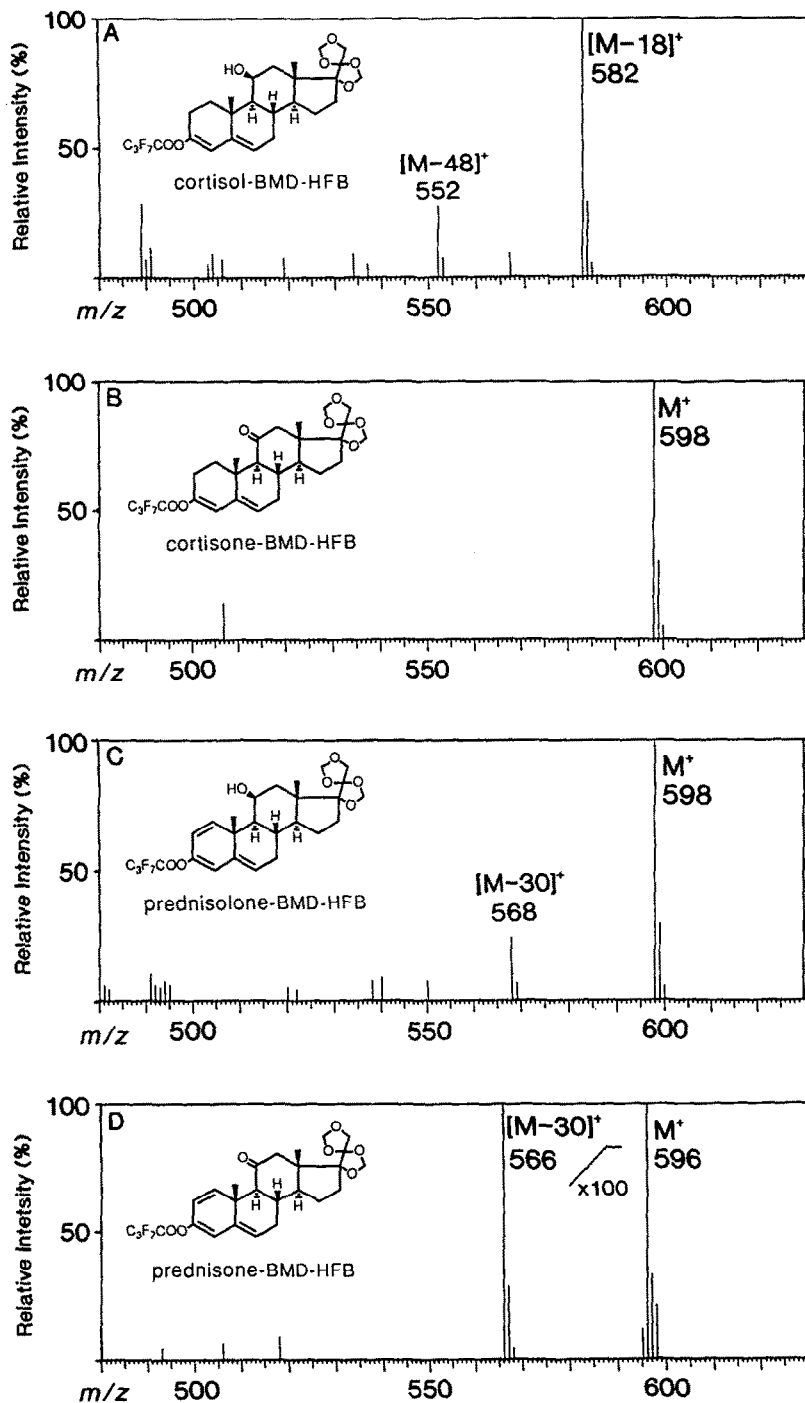 A
[M−18]⁺
582
HO
C₃F₇COO
H
H
O
O
O
O
cortisol-BMD-HFB
[M−48]⁺
552
Relative Intensity (%)
100
50
m/z
500
550
600
B
M⁺
598
O
C₃F₇COO
H
H
O
O
O
O
cortisone-BMD-HFB
Relative Intensity (%)
100
50
m/z
500
550
600
C
M⁺
598
HO
C₃F₇COO
H
H
O
O
O
O
prednisolone-BMD-HFB
[M−30]⁺
568
Relative Intensity (%)
100
50
m/z
500
550
600
D
[M−30]⁺
566
M⁺
596
x100
O
C₃F₇COO
H
H
O
O
O
O
prednisone-BMD-HFB
Relative Intetsity (%)
100
50
m/z
500
550
600